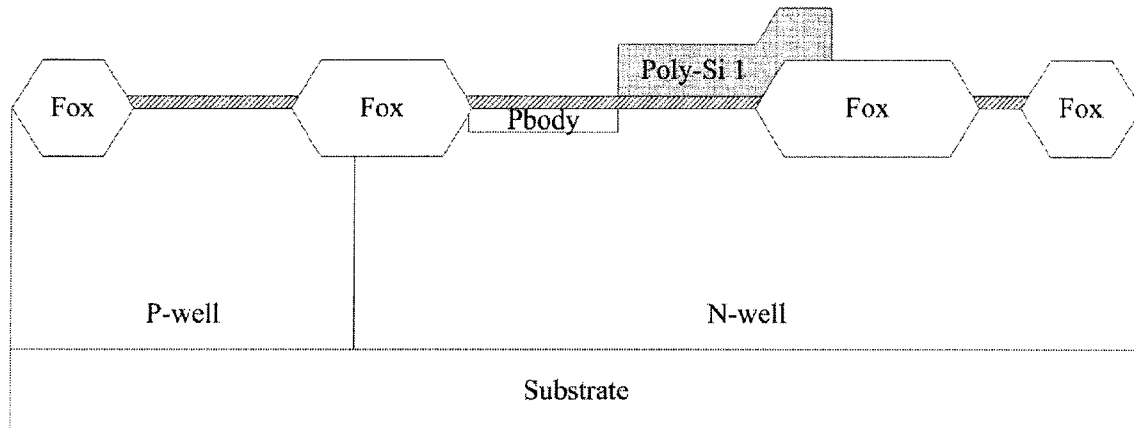 Poly-Si 1
Fox
Fox
Fox
Fox
Pbody
P-well
N-well
Substrate